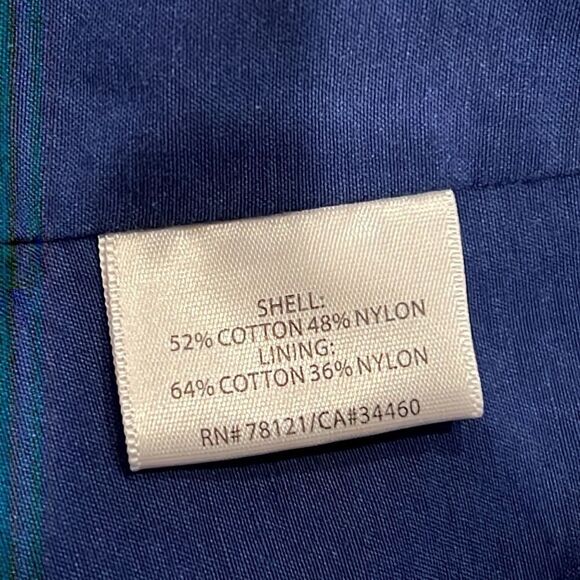 SHELL:
52% COTTON 48% NYLON
LINING:
64% COTTON 36% NYLON
RN# 78121/CA#34460